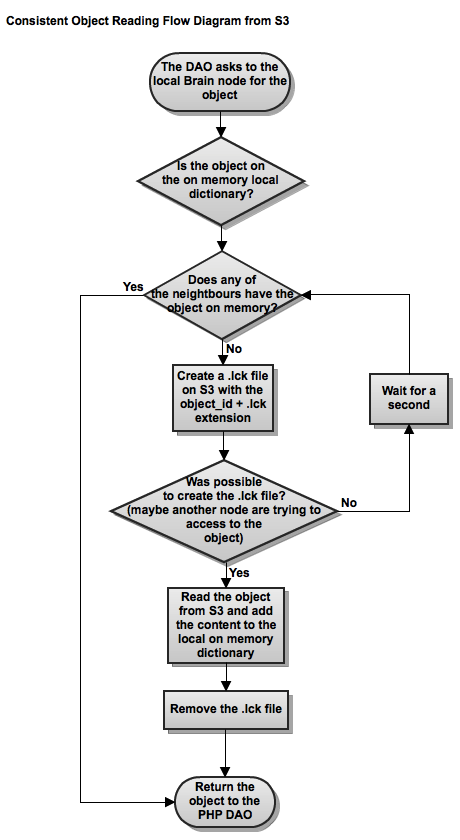 Consistent Object Reading Flow Diagram from S3
The DAO asks to the
local Brain node for the
object
Is the object on
the on memory local
dictionary?
Does any of
the neighbours have the
object on memory?
Yes
No
Create a .lck file
on S3 with the
object_id + .lck
extension
Wait for a
second
Was possible
to create the .lck file?
(maybe another node are trying to
access to the
object)
No
Yes
Read the object
from S3 and add
the content to the
local on memory
dictionary
Remove the .lck file
Return the
object to the
PHP DAO